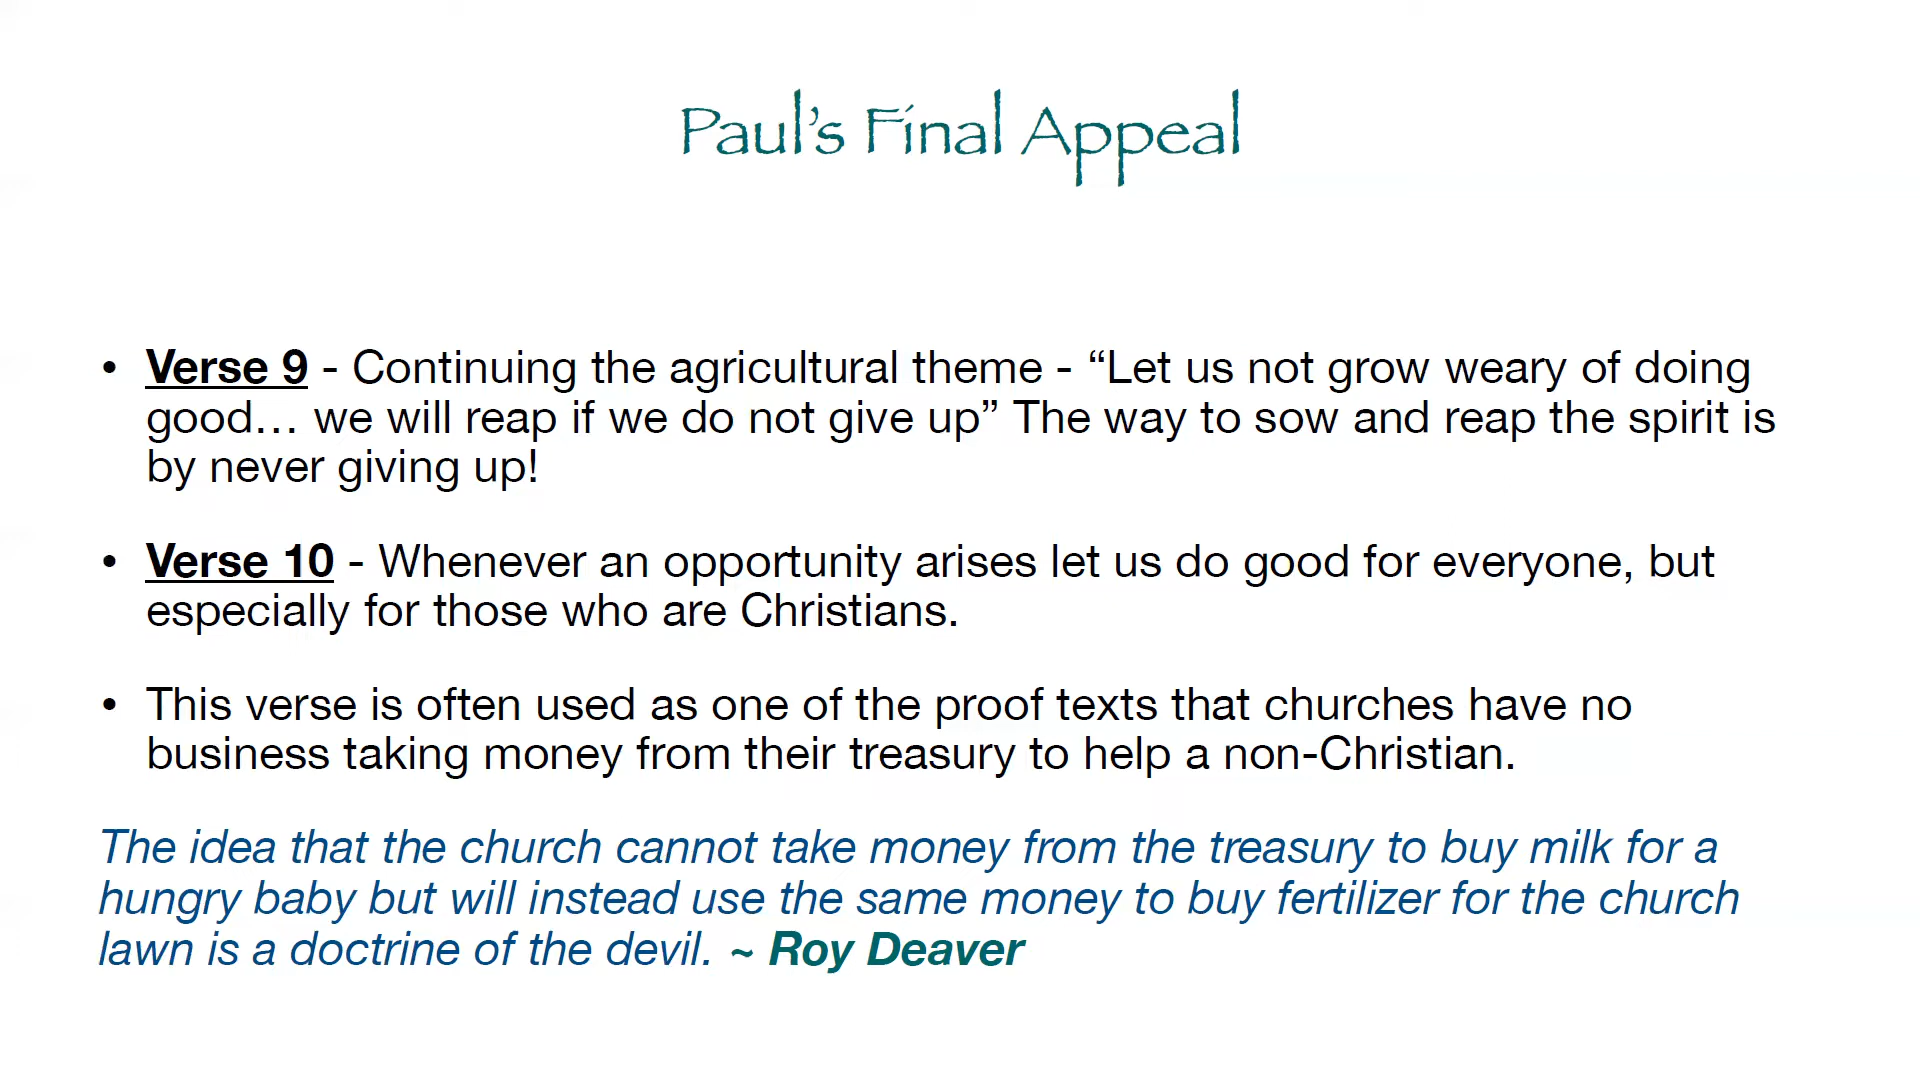 Paul’s Final Appeal
• Verse 9 - Continuing the agricultural theme - “Let us not grow weary of doing
good… we will reap if we do not give up” The way to sow and reap the spirit is
by never giving up!
• Verse 10 - Whenever an opportunity arises let us do good for everyone, but
especially for those who are Christians.
• This verse is often used as one of the proof texts that churches have no
business taking money from their treasury to help a non-Christian.
The idea that the church cannot take money from the treasury to buy milk for a
hungry baby but will instead use the same money to buy fertilizer for the church
lawn is a doctrine of the devil. ~ Roy Deaver